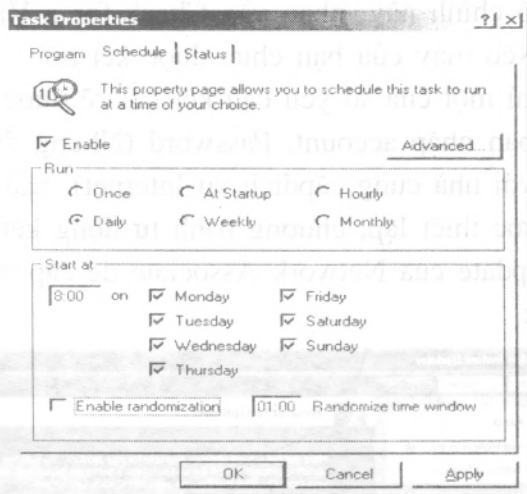 Task Properties
Program Schedule Status
This property page allows you to schedule this task to run
at a time of your choice.
Enable
Advanced...
Run
Once At Startup Hourly
Daily Weekly Monthly
Start at
8:00 on Monday Friday
Tuesday Saturday
Wednesday Sunday
Thursday
Enable randomization 01:00 Randomize time window
OK Cancel Apply